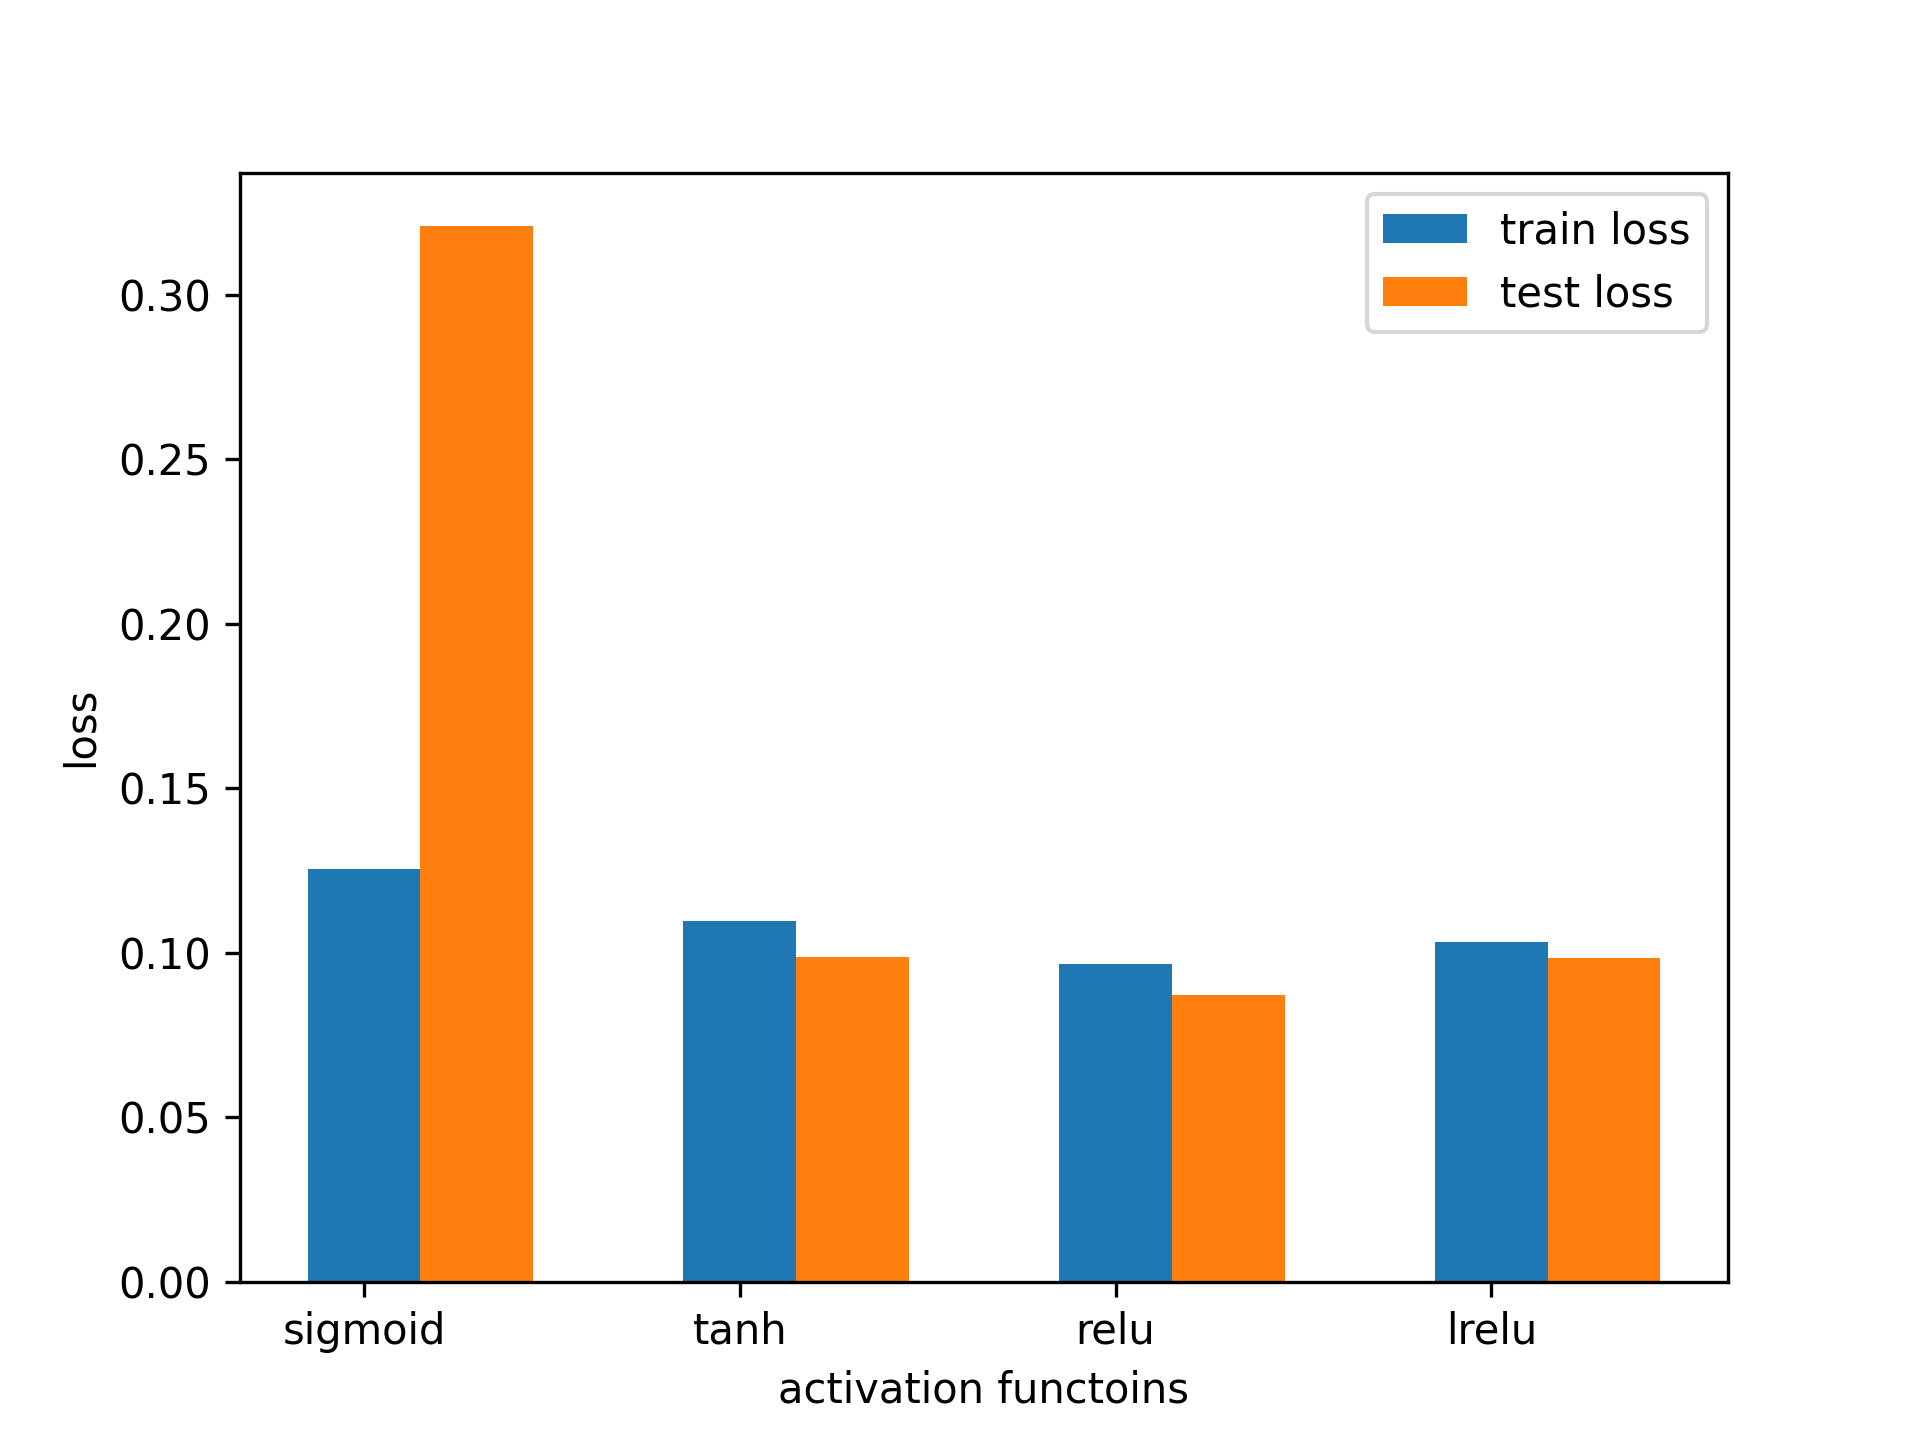 train loss
test loss
0.30
0.25
0.20
0.15
0.10
0.05
0.00
loss
sigmoid tanh relu lrelu
activation functoins